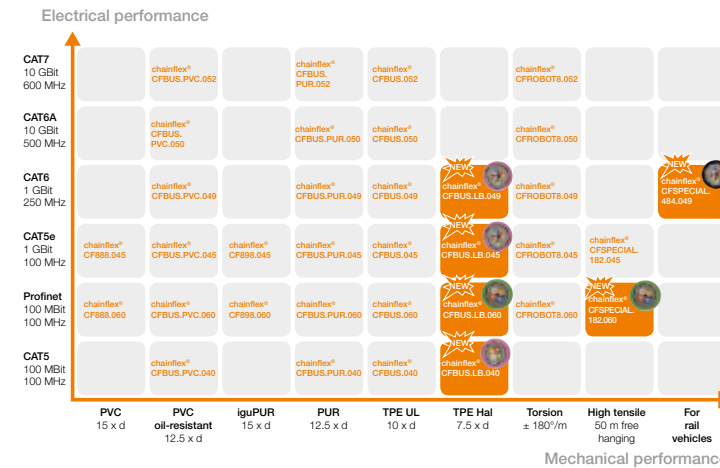 Electrical performance
CAT7
10 GBit
600 MHz
chainflex®
CFBUS.PVC.052
chainflex®
CFBUS.
PUR.052
chainflex®
CFBUS.052
chainflex®
CFROBOT8.052
CAT6A
10 GBit
500 MHz
chainflex®
CFBUS.
PVC.050
chainflex®
CFBUS.PUR.050
chainflex®
CFBUS.050
chainflex®
CFROBOT8.050
CAT6
1 GBit
250 MHz
chainflex®
CFBUS.PVC.049
chainflex®
CFBUS.PUR.049
chainflex®
CFBUS.049
NEW
chainflex®
CFBUS.LB.049
chainflex®
CFROBOT8.049
NEW
chainflex®
CFSPECIAL.
484.049
CAT5e
1 GBit
100 MHz
chainflex®
CF888.045
chainflex®
CFBUS.PVC.045
chainflex®
CF898.045
chainflex®
CFBUS.PUR.045
chainflex®
CFBUS.045
NEW
chainflex®
CFBUS.LB.045
chainflex®
CFROBOT8.045
chainflex®
CFSPECIAL.
182.045
Profinet
100 MBit
100 MHz
chainflex®
CF888.060
chainflex®
CFBUS.PVC.060
chainflex®
CF898.060
chainflex®
CFBUS.PUR.060
chainflex®
CFBUS.060
NEW
chainflex®
CFBUS.LB.060
chainflex®
CFROBOT8.060
NEW
chainflex®
CFSPECIAL.
182.060
CAT5
100 MBit
100 MHz
chainflex®
CFBUS.PVC.040
chainflex®
CFBUS.PUR.040
chainflex®
CFBUS.040
NEW
chainflex®
CFBUS.LB.040
PVC
15 x d
PVC
oil-resistant
12.5 x d
iguPUR
15 x d
PUR
12.5 x d
TPE UL
10 x d
TPE Hal
7.5 x d
Torsion
± 180°/m
High tensile
50 m free
hanging
For
rail
vehicles
Mechanical performance